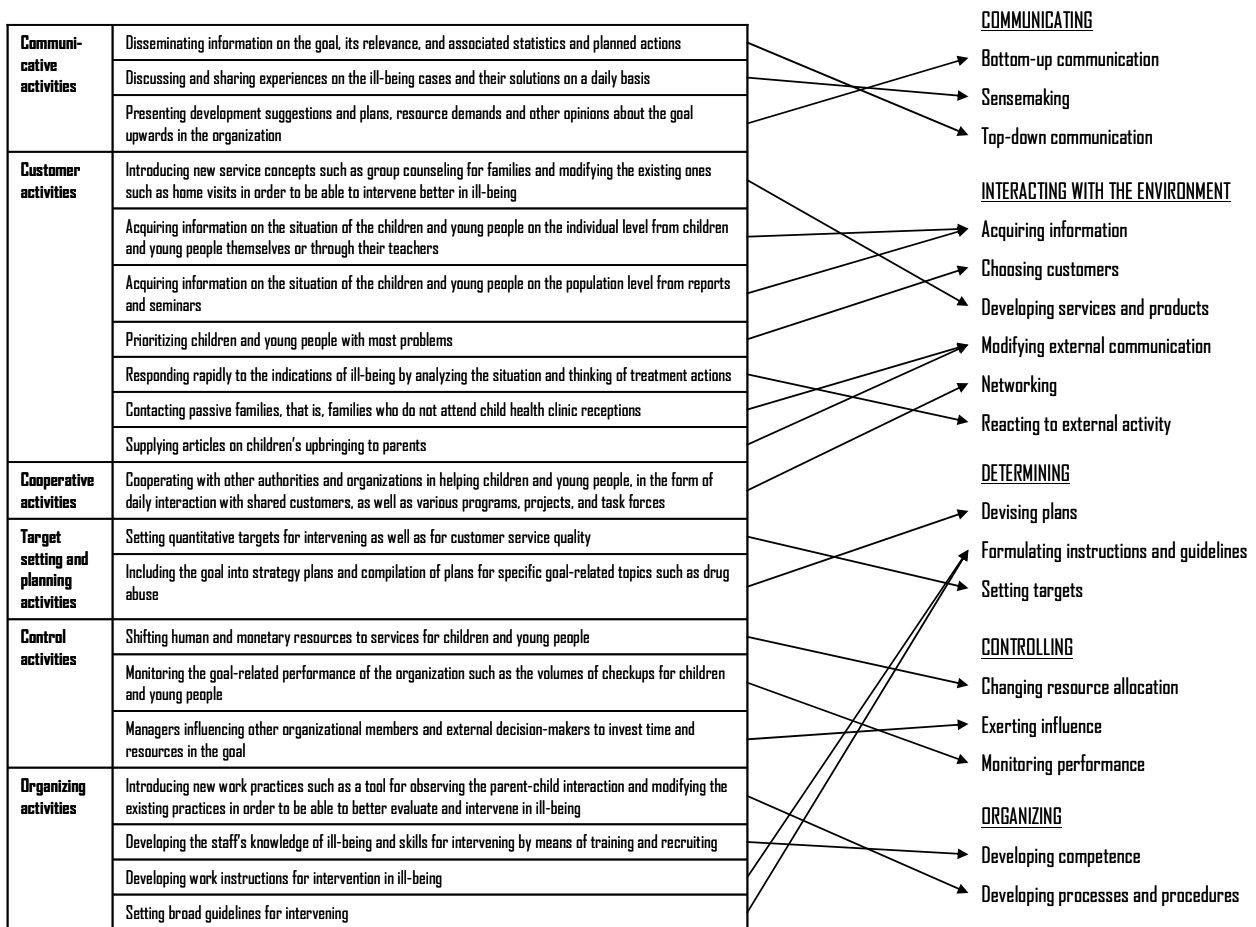 Communi-
cative
activities
Disseminating information on the goal, its relevance, and associated statistics and planned actions
Discussing and sharing experiences on the ill-being cases and their solutions on a daily basis
Presenting development suggestions and plans, resource demands and other opinions about the goal
upwards in the organization
Customer
activities
Introducing new service concepts such as group counseling for families and modifying the existing ones
such as home visits in order to be able to intervene better in ill-being
Acquiring information on the situation of the children and young people on the individual level from children
and young people themselves or through their teachers
Acquiring information on the situation of the children and young people on the population level from reports
and seminars
Prioritizing children and young people with most problems
Responding rapidly to the indications of ill-being by analyzing the situation and thinking of treatment actions
Contacting passive families, that is, families who do not attend child health clinic receptions
Supplying articles on children's upbringing to parents
Cooperative
activities
Cooperating with other authorities and organizations in helping children and young people, in the form of
daily interaction with shared customers, as well as various programs, projects, and task forces
Target
setting and
planning
activities
Setting quantitative targets for intervening as well as for customer service quality
Including the goal into strategy plans and compilation of plans for specific goal-related topics such as drug
abuse
Control
activities
Shifting human and monetary resources to services for children and young people
Monitoring the goal-related performance of the organization such as the volumes of checkups for children
and young people
Managers influencing other organizational members and external decision-makers to invest time and
resources in the goal
Organizing
activities
Introducing new work practices such as a tool for observing the parent-child interaction and modifying the
existing practices in order to be able to better evaluate and intervene in ill-being
Developing the staff's knowledge of ill-being and skills for intervening by means of training and recruiting
Developing work instructions for intervention in ill-being
Setting broad guidelines for intervening
COMMUNICATING
Bottom-up communication
Sensemaking
Top-down communication
INTERACTING WITH THE ENVIRONMENT
Acquiring information
Choosing customers
Developing services and products
Modifying external communication
Networking
Reacting to external activity
DETERMINING
Devising plans
Formulating instructions and guidelines
Setting targets
CONTROLLING
Changing resource allocation
Exerting influence
Monitoring performance
ORGANIZING
Developing competence
Developing processes and procedures